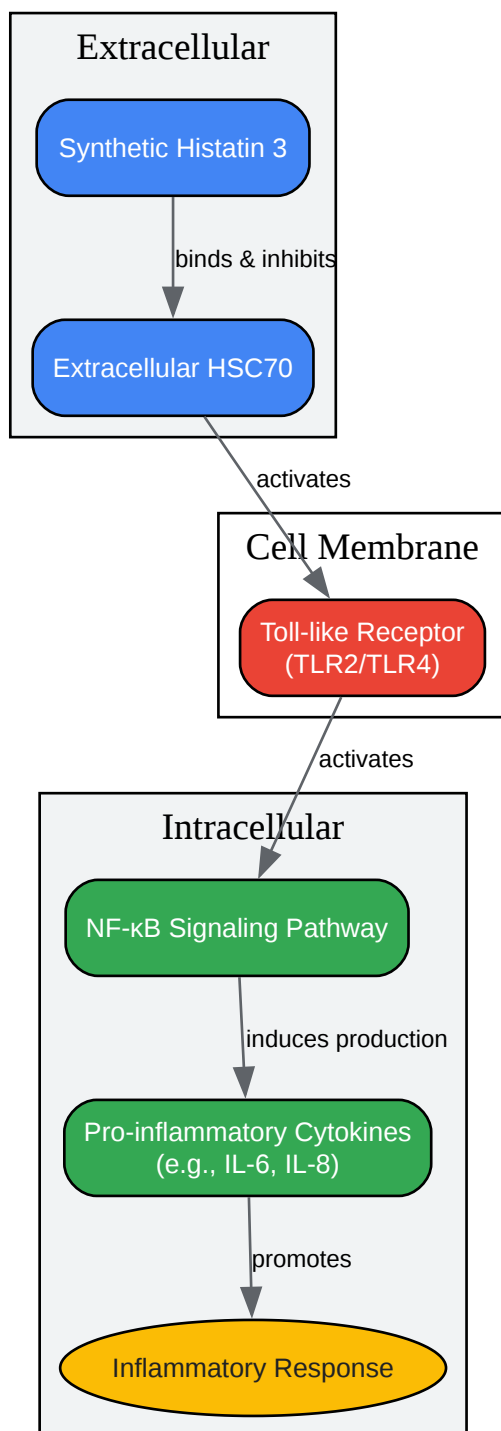 Extracellular
Synthetic Histatin 3
binds & inhibits
Extracellular HSC70
activates
Cell Membrane
Toll-like Receptor
(TLR2/TLR4)
activates
Intracellular
NF-κB Signaling Pathway
induces production
Pro-inflammatory Cytokines
(e.g., IL-6, IL-8)
promotes
Inflammatory Response